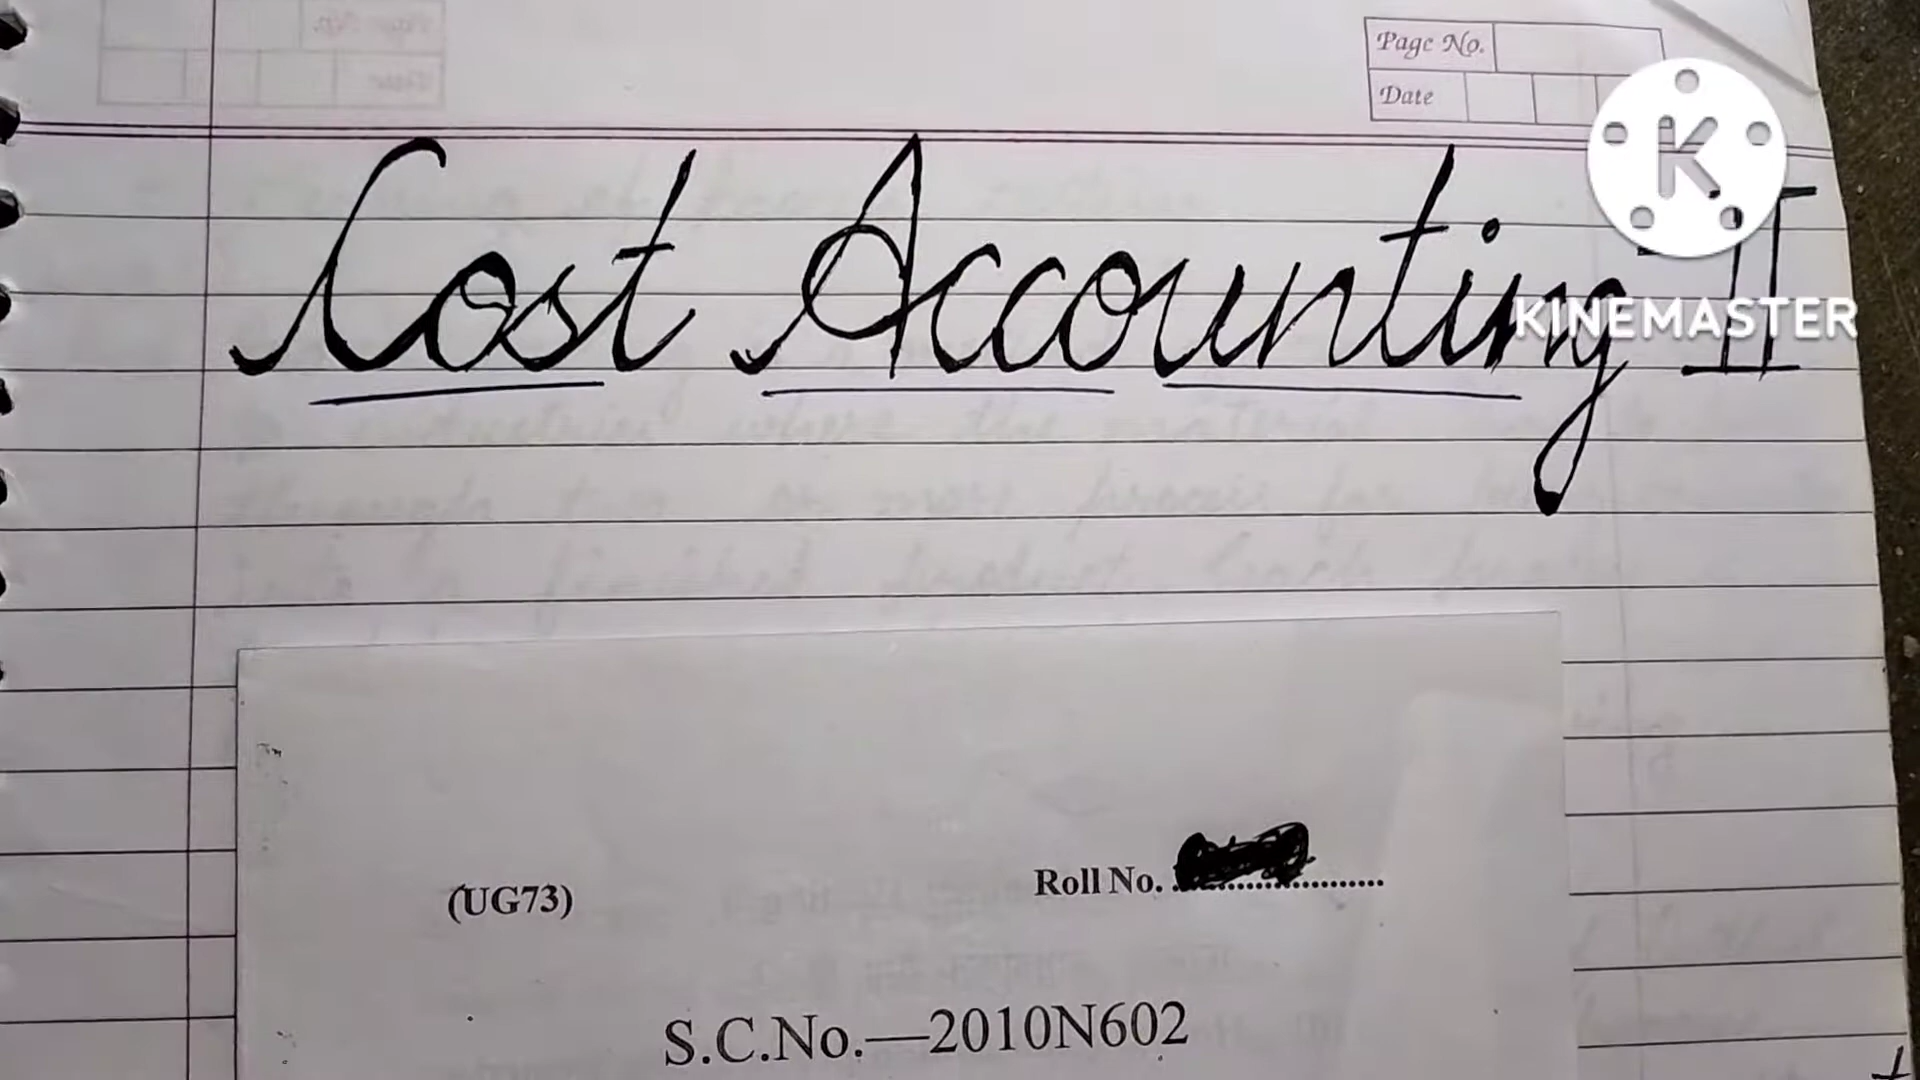 Page No.
Date
K
KINEMASTER
Cost Accounting - II
(UG73)
Roll No. ........................
S.C.No.—2010N602